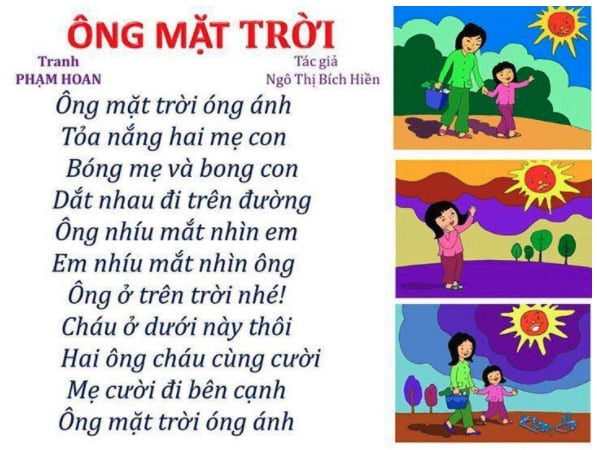 ÔNG MẶT TRỜI
Tranh
PHẠM HOAN
Tác giả
Ngô Thị Bích Hiền
Ông mặt trời óng ánh
Tỏa nắng hai mẹ con
Bóng mẹ và bong con
Dắt nhau đi trên đường
Ông nhíu mắt nhìn em
Em nhíu mắt nhìn ông
Ông ở trên trời nhé!
Cháu ở dưới này thôi
Hai ông cháu cùng cười
Mẹ cười đi bên cạnh
Ông mặt trời óng ánh